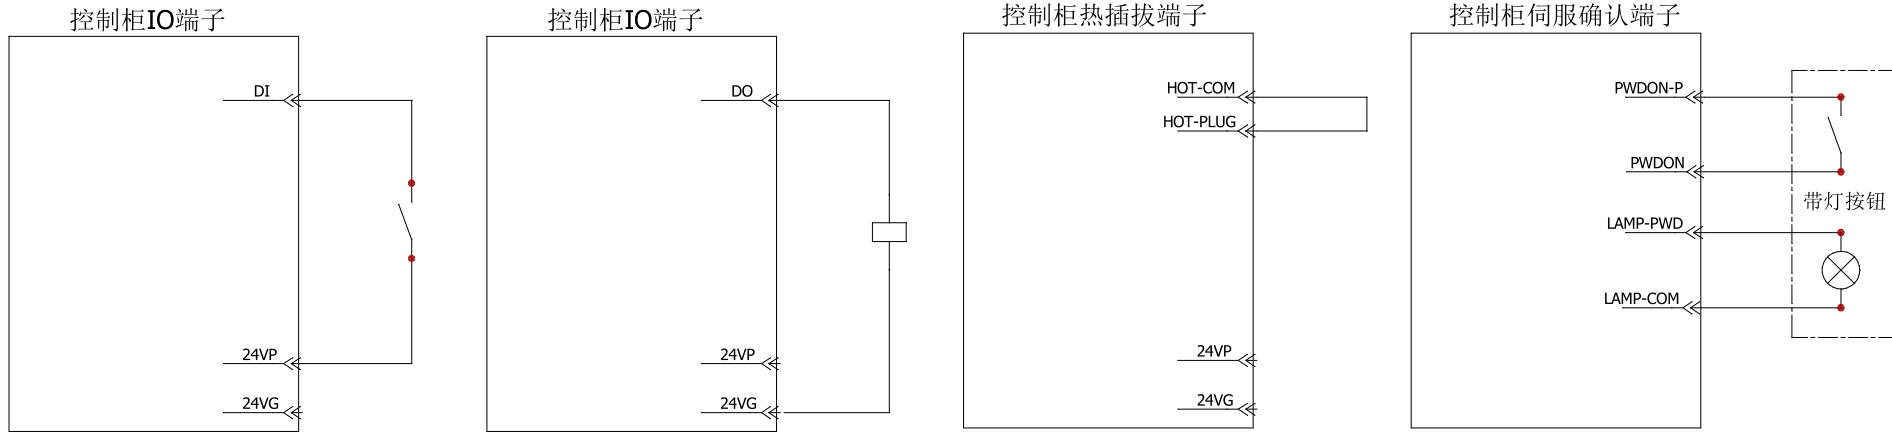 控制柜IO端子
DI
24VP
24VG
控制柜IO端子
DO
24VP
24VG
控制柜热插拔端子
HOT-COM
HOT-PLUG
24VP
24VG
控制柜伺服确认端子
PWDON-P
PWDON
带灯按钮
LAMP-PWD
LAMP-COM